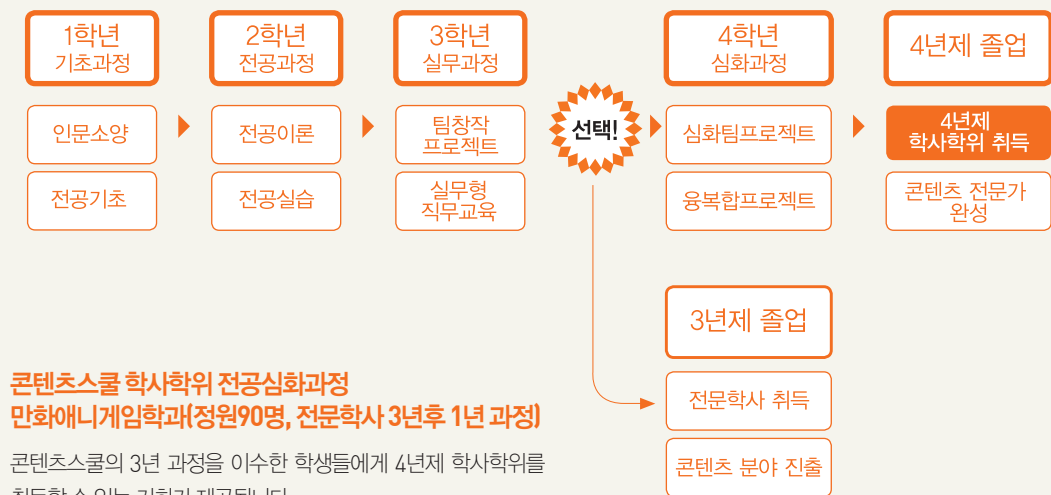 1학년
기초과정
인문소양
전공기초
2학년
전공과정
전공이론
전공실습
3학년
실무과정
팀창작
프로젝트
실무형
직무교육
선택!
4학년
심화과정
심화팀프로젝트
융복합프로젝트
4년제 졸업
4년제
학사학위 취득
콘텐츠 전문가
완성
3년제 졸업
전문학사 취득
콘텐츠 분야 진출
콘텐츠스쿨 학사학위 전공심화과정
만화애니게임학과(정원90명, 전문학사 3년후 1년 과정)
콘텐츠스쿨의 3년 과정을 이수한 학생들에게 4년제 학사학위를